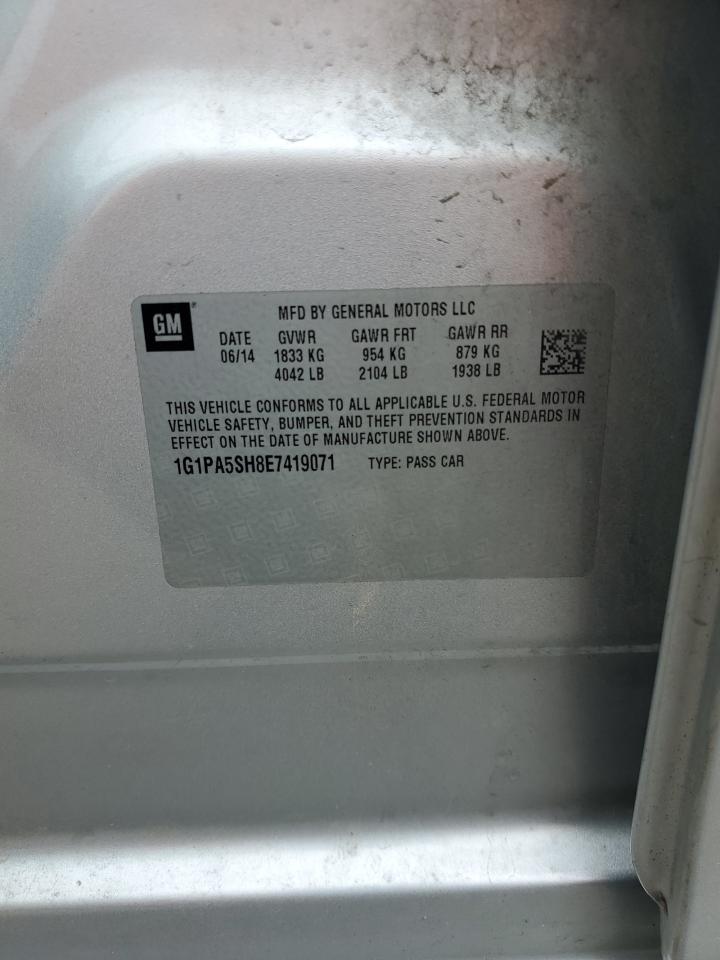 GM
MFD BY GENERAL MOTORS LLC
DATE GVWR GAWR FRT GAWR RR
06/14 1833 KG 954 KG 879 KG
4042 LB 2104 LB 1938 LB
THIS VEHICLE CONFORMS TO ALL APPLICABLE U.S. FEDERAL MOTOR
VEHICLE SAFETY, BUMPER, AND THEFT PREVENTION STANDARDS IN
EFFECT ON THE DATE OF MANUFACTURE SHOWN ABOVE.
1G1PA5SH8E7419071 TYPE: PASS CAR